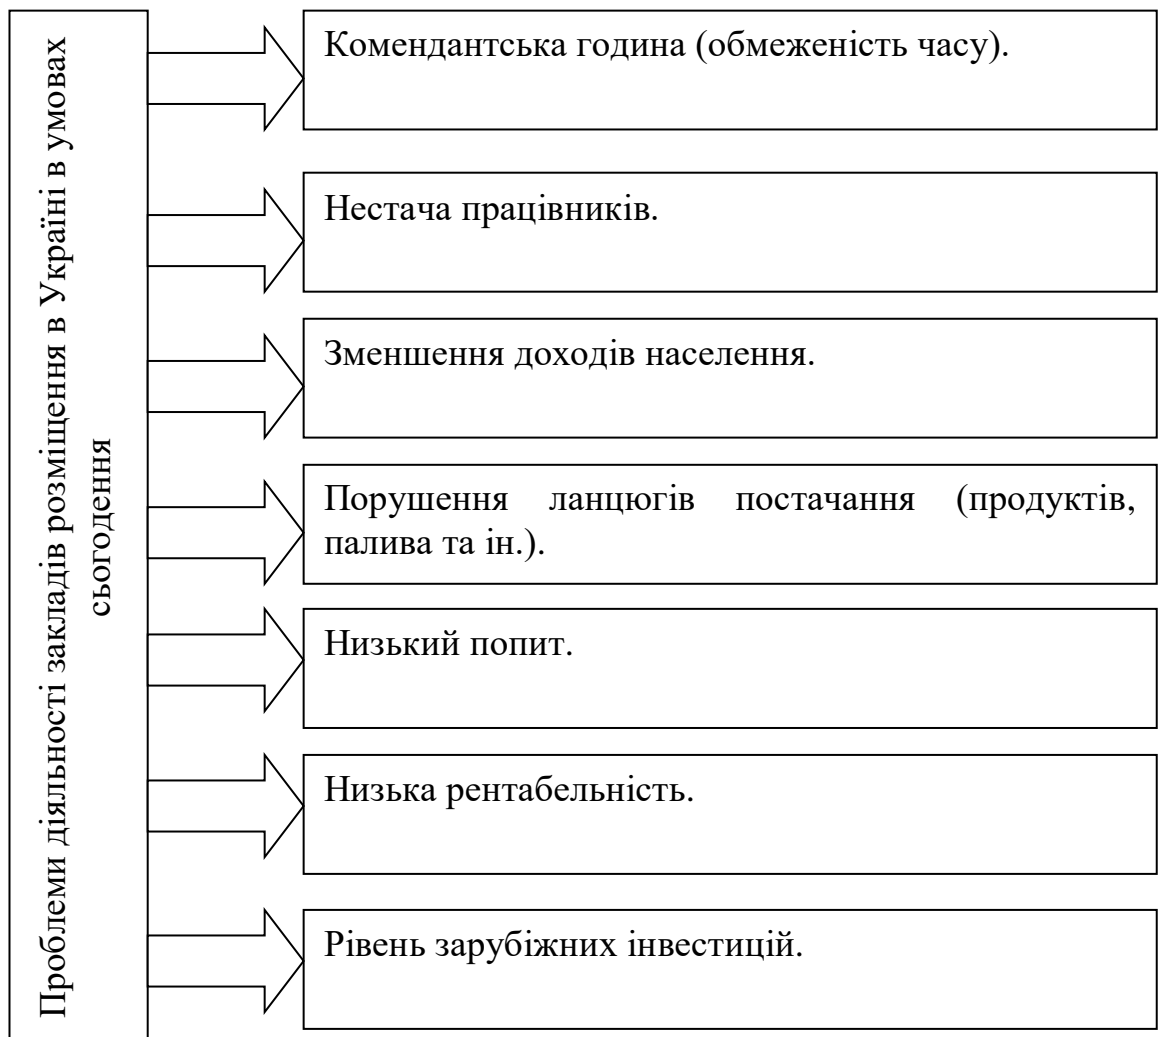 Проблеми діяльності закладів розміщення в Україні в умовах
сьогодення
Комендантська година (обмеженість часу).
Нестача працівників.
Зменшення доходів населення.
Порушення ланцюгів постачання (продуктів,
палива та ін.).
Низький попит.
Низька рентабельність.
Рівень зарубіжних інвестицій.